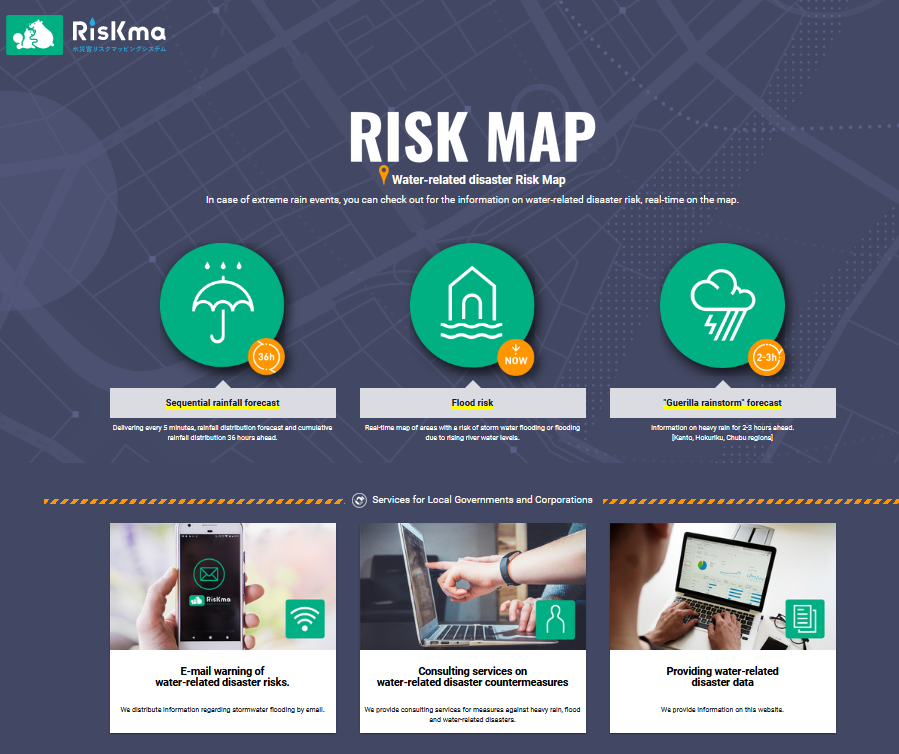 RisKma
水災害リスクマッピングシステム
RISK MAP
Water-related disaster Risk Map
In case of extreme rain events, you can check out for the information on water-related disaster risk, real-time on the map.
36h
NOW
2-3h
Sequential rainfall forecast
Flood risk
"Guerilla rainstorm" forecast
Delivering every 5 minutes, rainfall distribution forecast and cumulative
rainfall distribution 36 hours ahead.
Real-time map of areas with a risk of storm water flooding or flooding
due to rising river water levels.
Information on heavy rain for 2-3 hours ahead.
[Kanto, Hokuriku, Chubu regions]
Services for Local Governments and Corporations
RisKma
E-mail warning of
water-related disaster risks.
We distribute information regarding stormwater flooding by email.
Consulting services on
water-related disaster countermeasures
We provide consulting services for measures against heavy rain, flood
and water-related disasters.
Providing water-related
disaster data
We provide information on this website.